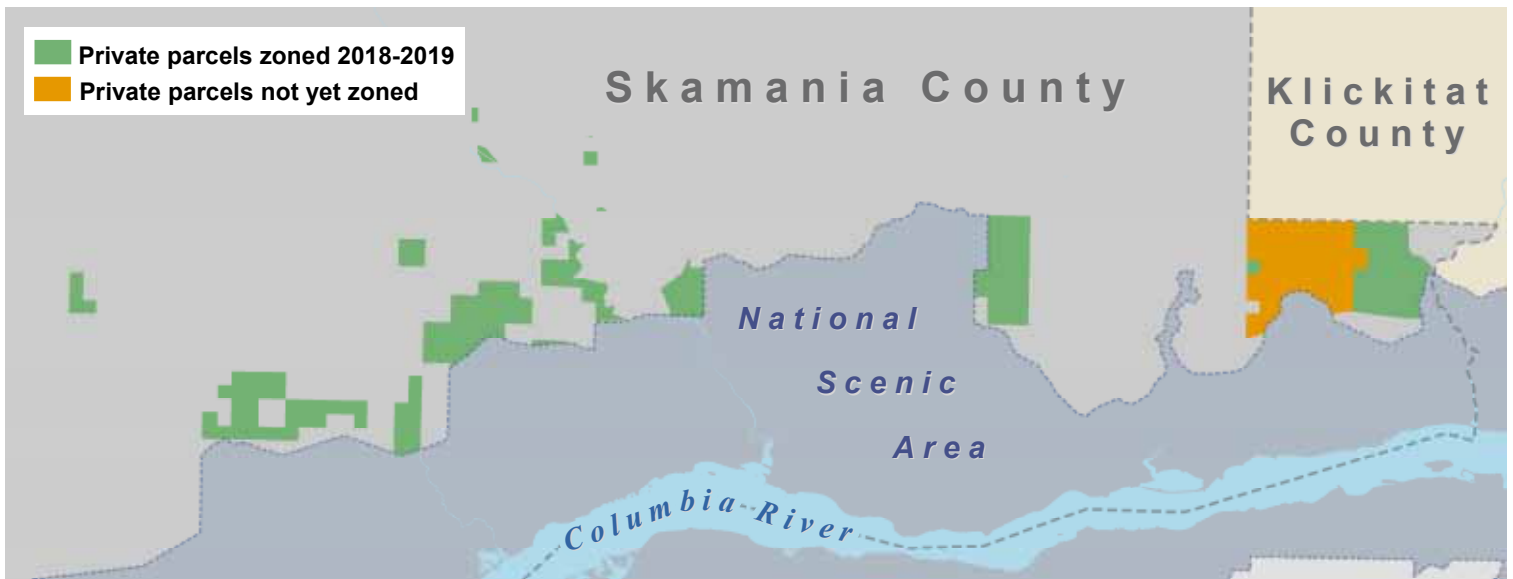 Private parcels zoned 2018-2019
Private parcels not yet zoned
Skamania County
Klickitat
County
National
Scenic
Area
Columbia River